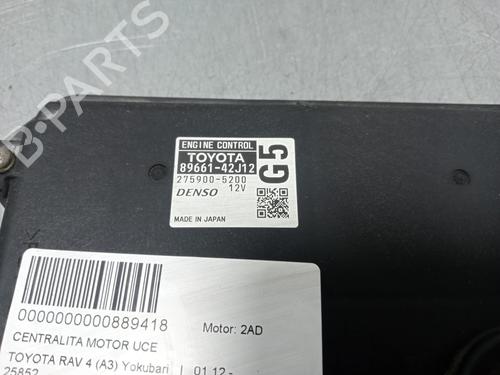 ENGINE CONTROL
TOYOTA
89661-42J12
275900-5200
DENSO 12V
MADE IN JAPAN
G5
0000000000889418
Motor: 2AD
CENTRALITA MOTOR UCE
TOYOTA RAV 4 (A3) Yokubari | 01.12 -
25852
B-PARTS